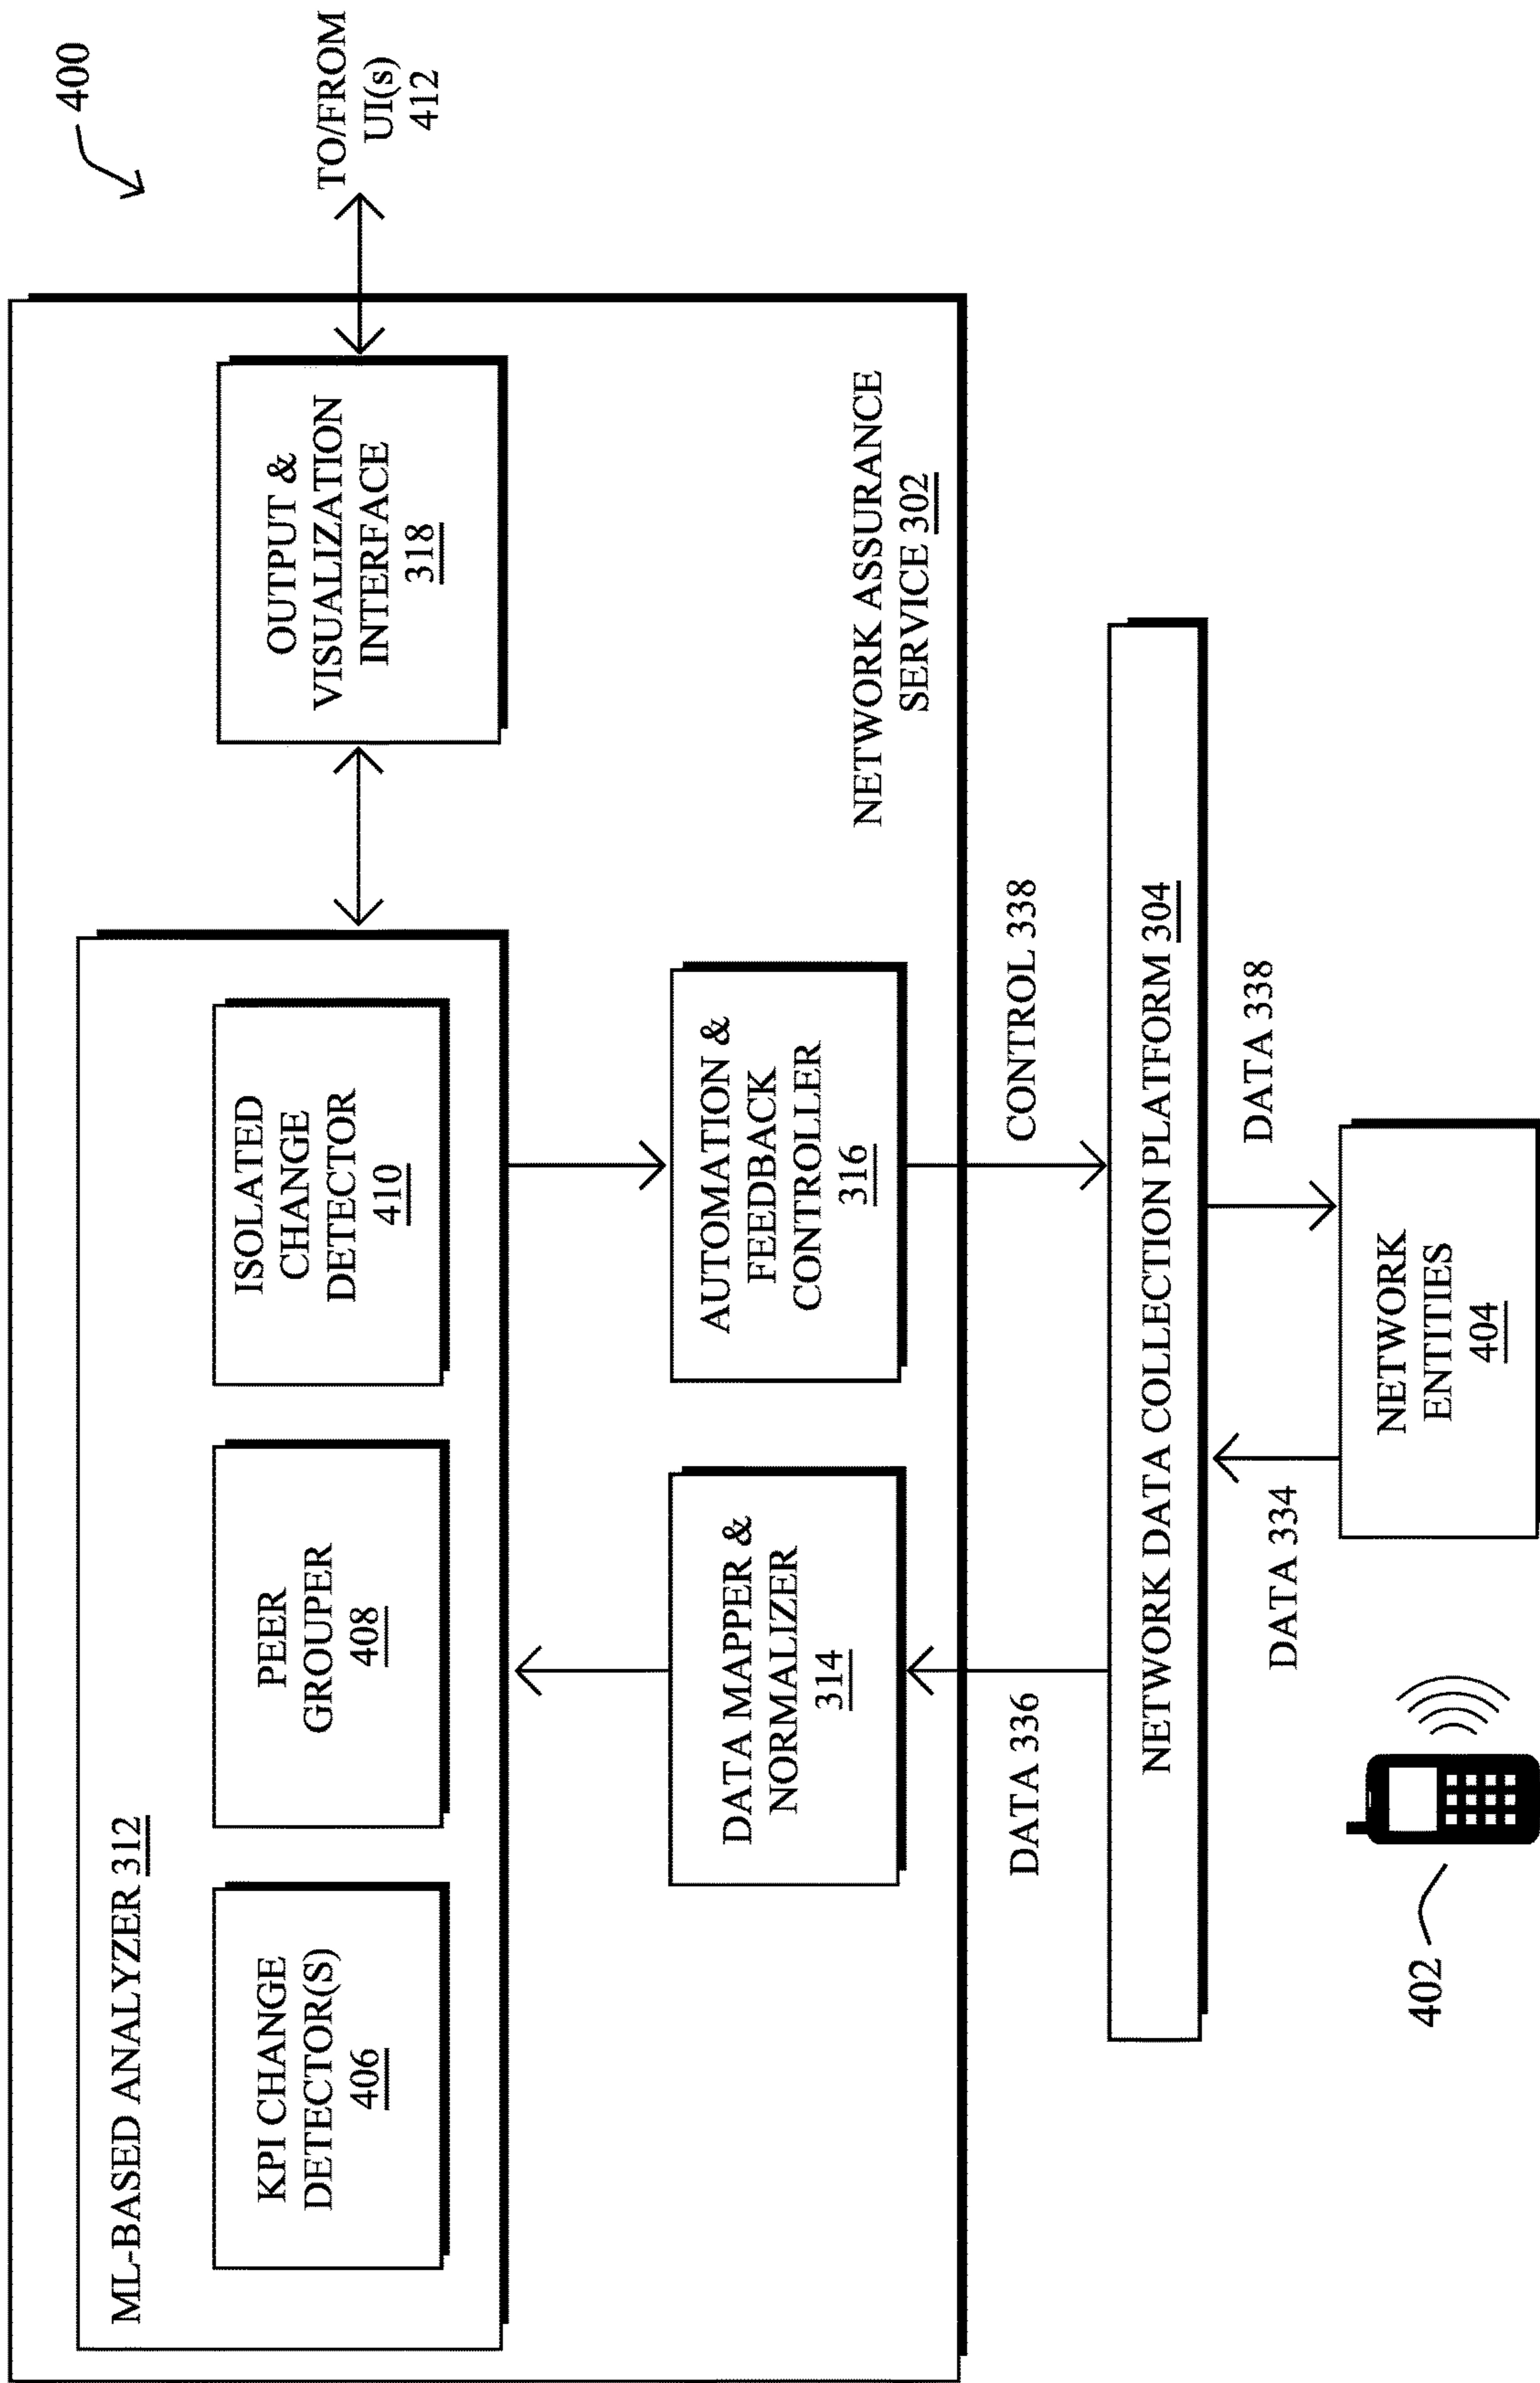 400
TO/FROM
UI(s)
412
ML-BASED ANALYZER 312
KPI CHANGE
DETECTOR(S)
406
PEER
GROUPER
408
ISOLATED
CHANGE
DETECTOR
410
OUTPUT &
VISUALIZATION
INTERFACE
318
DATA MAPPER &
NORMALIZER
314
AUTOMATION &
FEEDBACK
CONTROLLER
316
NETWORK ASSURANCE
SERVICE 302
DATA 336
CONTROL 338
NETWORK DATA COLLECTION PLATFORM 304
DATA 334
DATA 338
402
NETWORK
ENTITIES
404